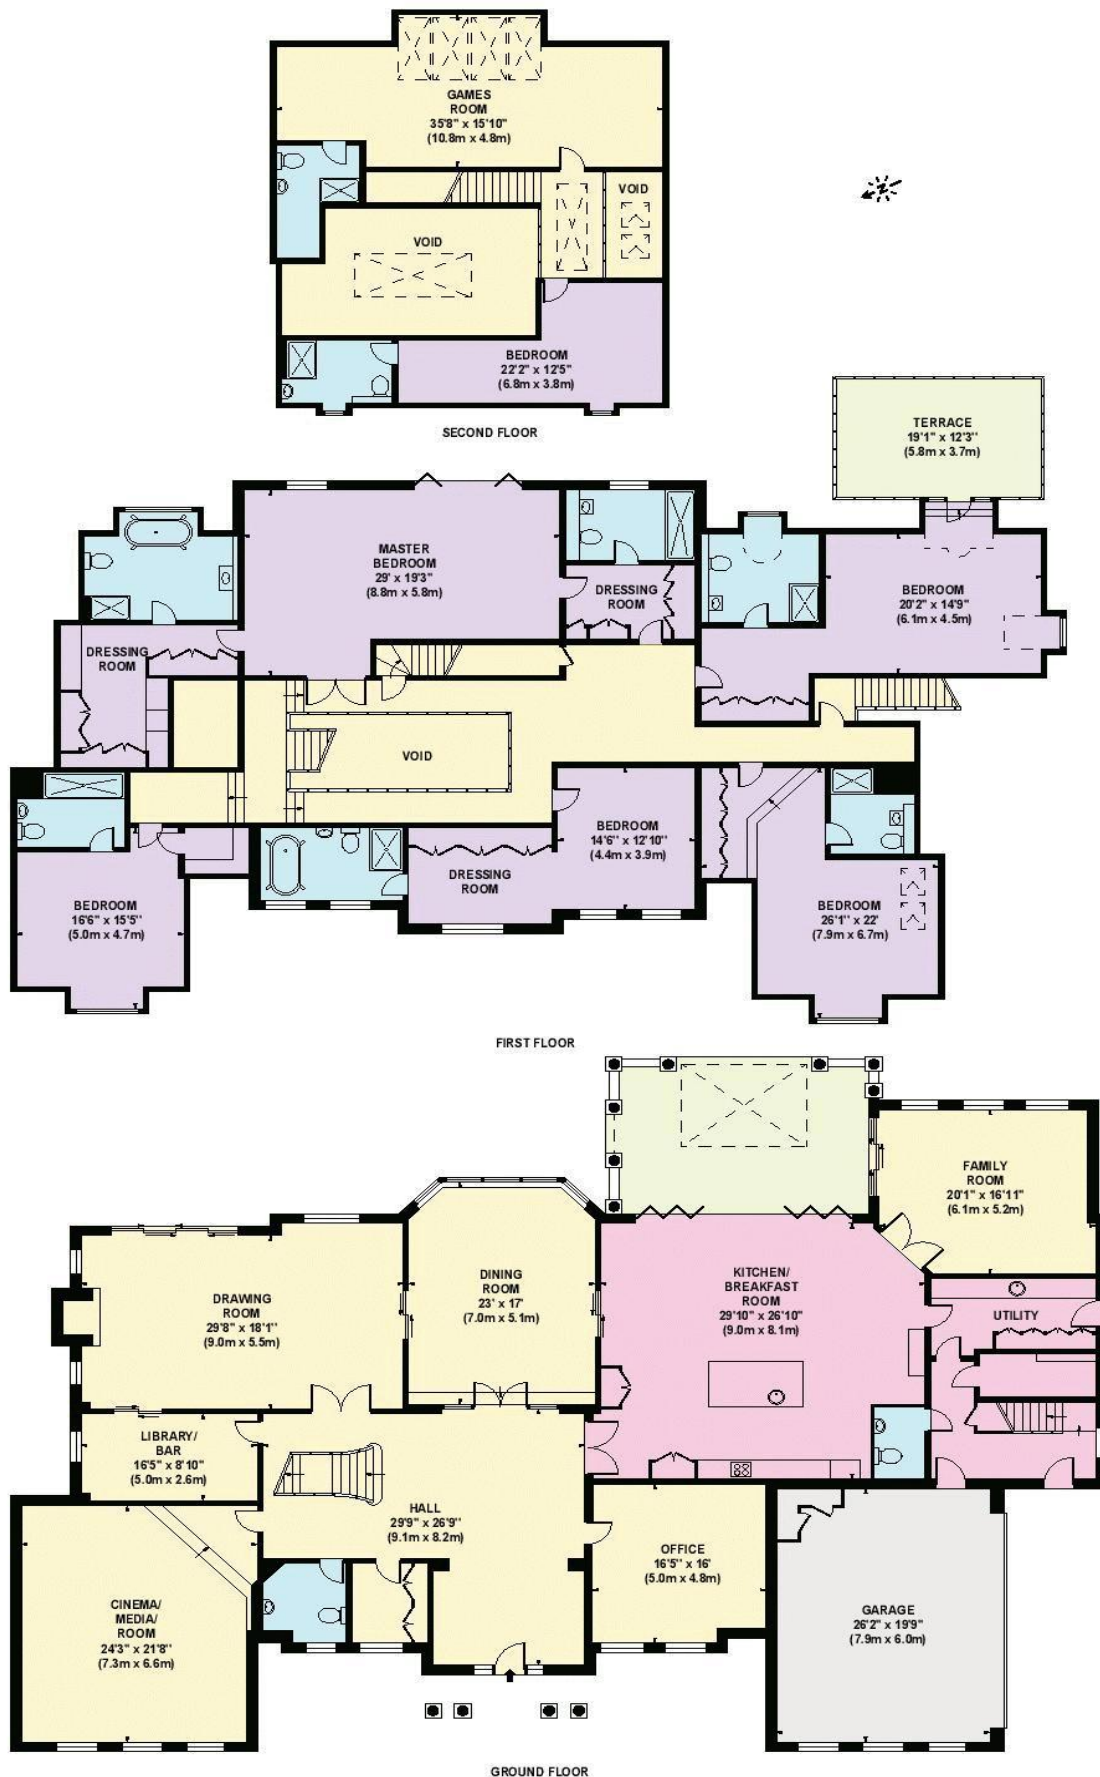 GAMES
ROOM
35'8" x 15'10"
(10.8m x 4.8m)
VOID
VOID
BEDROOM
22'2" x 12'5"
(6.8m x 3.8m)
SECOND FLOOR
N
TERRACE
19'1" x 12'3"
(5.8m x 3.7m)
MASTER
BEDROOM
29' x 19'3"
(8.8m x 5.8m)
DRESSING
ROOM
BEDROOM
20'2" x 14'9"
(6.1m x 4.5m)
DRESSING
ROOM
VOID
BEDROOM
14'6" x 12'10"
(4.4m x 3.9m)
DRESSING
ROOM
BEDROOM
16'6" x 15'5"
(5.0m x 4.7m)
BEDROOM
26'1" x 22'
(7.9m x 6.7m)
FIRST FLOOR
FAMILY
ROOM
20'1" x 16'11"
(6.1m x 5.2m)
DRAWING
ROOM
29'8" x 18'1"
(9.0m x 5.5m)
DINING
ROOM
23' x 17'
(7.0m x 5.1m)
KITCHEN/
BREAKFAST
ROOM
29'10" x 26'10"
(9.0m x 8.1m)
UTILITY
LIBRARY/
BAR
16'5" x 8'10"
(5.0m x 2.6m)
HALL
29'9" x 26'9"
(9.1m x 8.2m)
OFFICE
16'5" x 16'
(5.0m x 4.8m)
CINEMA/
MEDIA/
ROOM
24'3" x 21'8"
(7.3m x 6.6m)
GARAGE
26'2" x 19'9"
(7.9m x 6.0m)
GROUND FLOOR